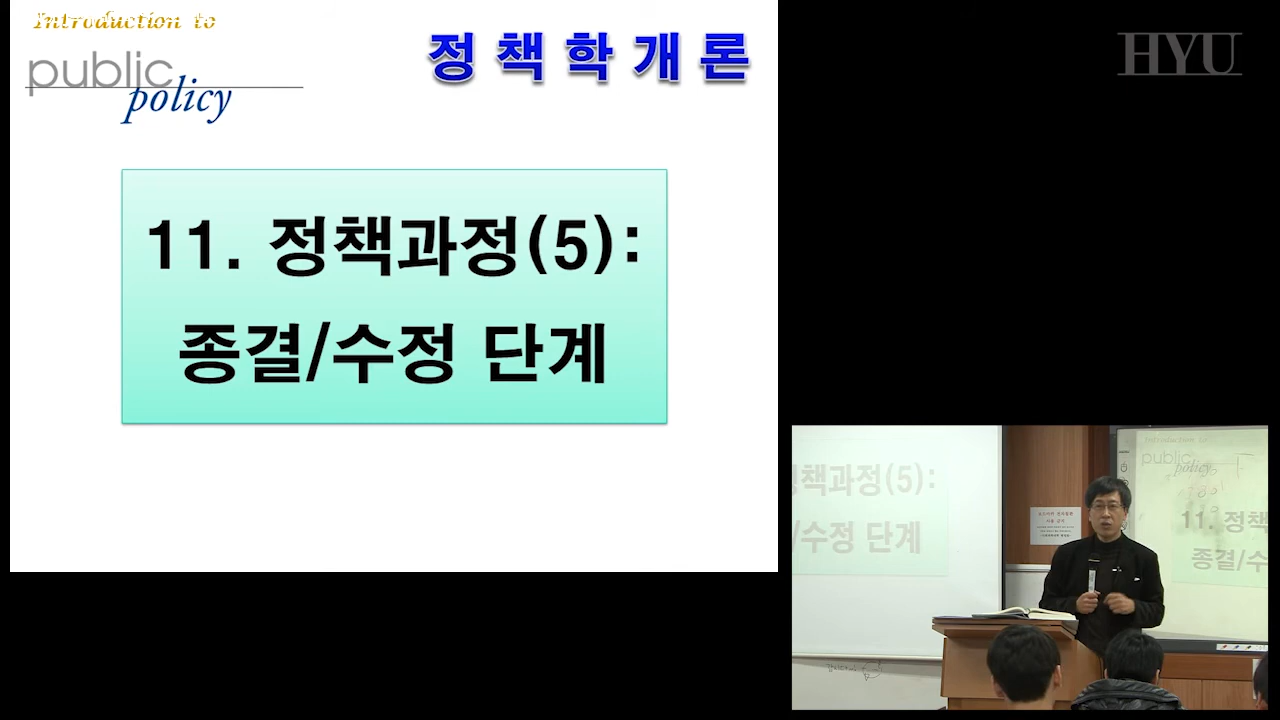 Introduction to
public
policy
정책학개론
HYU
11. 정책과정(5):
종결/수정 단계
정책과정(5):
/수정 단계
Introduction to
public
policy
11. 정책
종결/수